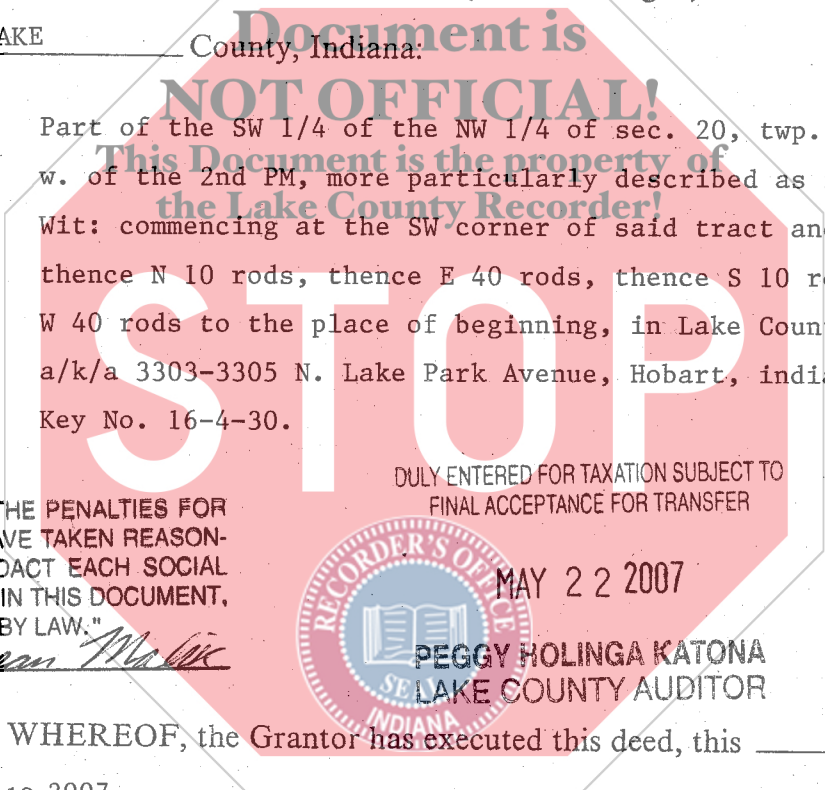 AKE County, Indiana:
Document is
NOT OFFICIAL!
This Document is the property of
the Lake County Recorder!
STOP
Part of the SW 1/4 of the NW 1/4 of sec. 20, twp.
w. of the 2nd PM, more particularly described as
Wit: commencing at the SW corner of said tract an
thence N 10 rods, thence E 40 rods, thence S 10 r
W 40 rods to the place of beginning, in Lake Coun
a/k/a 3303-3305 N. Lake Park Avenue, Hobart, india
Key No. 16-4-30.
DULY ENTERED FOR TAXATION SUBJECT TO
FINAL ACCEPTANCE FOR TRANSFER
HE PENALTIES FOR
VE TAKEN REASON-
DACT EACH SOCIAL
IN THIS DOCUMENT,
BY LAW."
RECORDER'S OFFICE
SEAL
INDIANA
MAY 22 2007
PEGGY HOLINGA KATONA
LAKE COUNTY AUDITOR
WHEREOF, the Grantor has executed this deed, this
2007